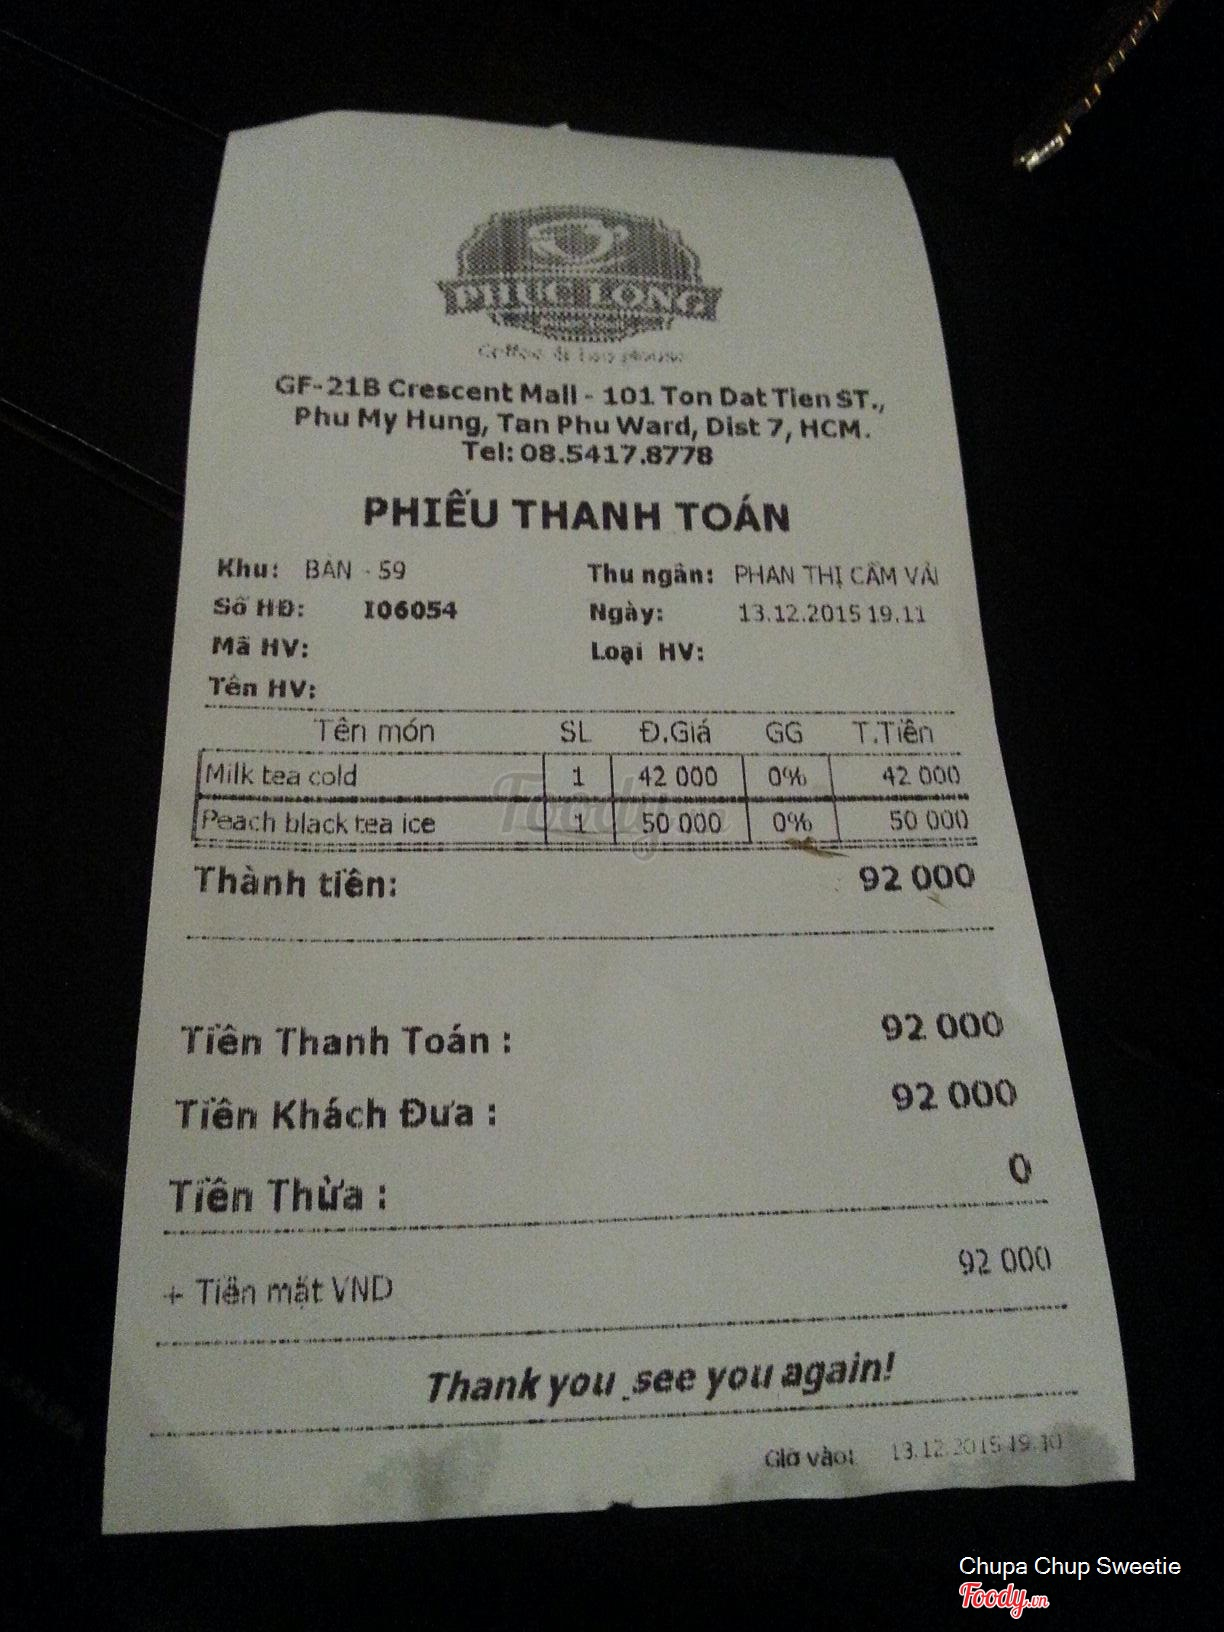 PHUC LONG
Coffee & tea house
GF-21B Crescent Mall - 101 Ton Dat Tien ST.,
Phu My Hung, Tan Phu Ward, Dist 7, HCM.
Tel: 08.5417.8778
PHIẾU THANH TOÁN
Khu: BÀN - 59 Thu ngân: PHAN THỊ CẨM VÂN
Số HĐ: I06054 Ngày: 13.12.2015 19.11
Mã HV: Loại HV:
Tên HV:
Tên món SL Đ.Giá GG T.Tiền
Milk tea cold 1 42 000 0% 42 000
Peach black tea ice 1 50 000 0% 50 000
Thành tiền: 92 000
Tiền Thanh Toán : 92 000
Tiền Khách Đưa : 92 000
Tiền Thừa : 0
+ Tiền mặt VND 92 000
Thank you see you again!
Giờ vào: 13.12.2015 19.10
Foody.vn
Chupa Chup Sweetie
Foody.vn